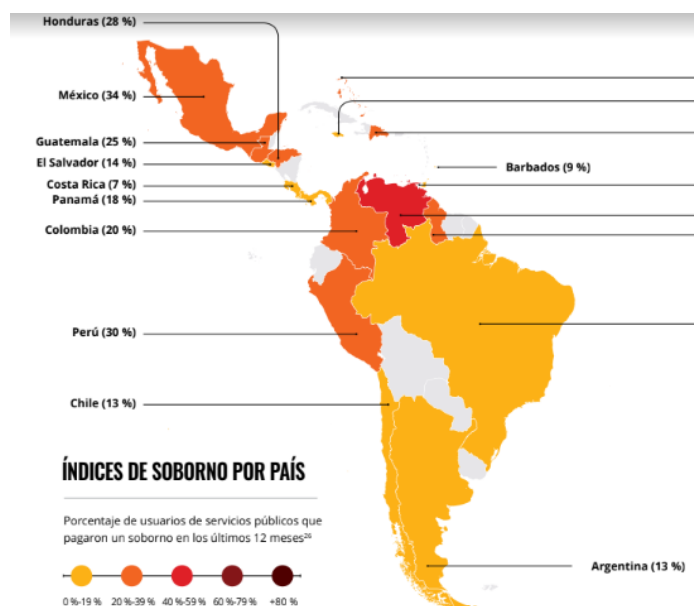 Honduras (28 %)
México (34 %)
Guatemala (25 %)
El Salvador (14 %)
Barbados (9 %)
Costa Rica (7 %)
Panamá (18 %)
Colombia (20 %)
Perú (30 %)
Chile (13 %)
ÍNDICES DE SOBORNO POR PAÍS
Porcentaje de usuarios de servicios públicos que
pagaron un soborno en los últimos 12 meses²⁶
Argentina (13 %)
0 %-19 % 20 %-39 % 40 %-59 % 60 %-79 % +80 %